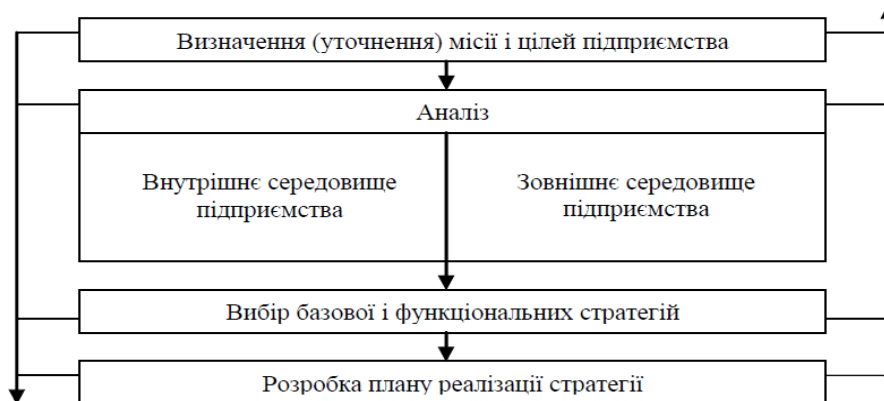 Визначення (уточнення) місії і цілей підприємства
Аналіз
Внутрішнє середовище
підприємства
Зовнішнє середовище
підприємства
Вибір базової і функціональних стратегій
Розробка плану реалізації стратегії